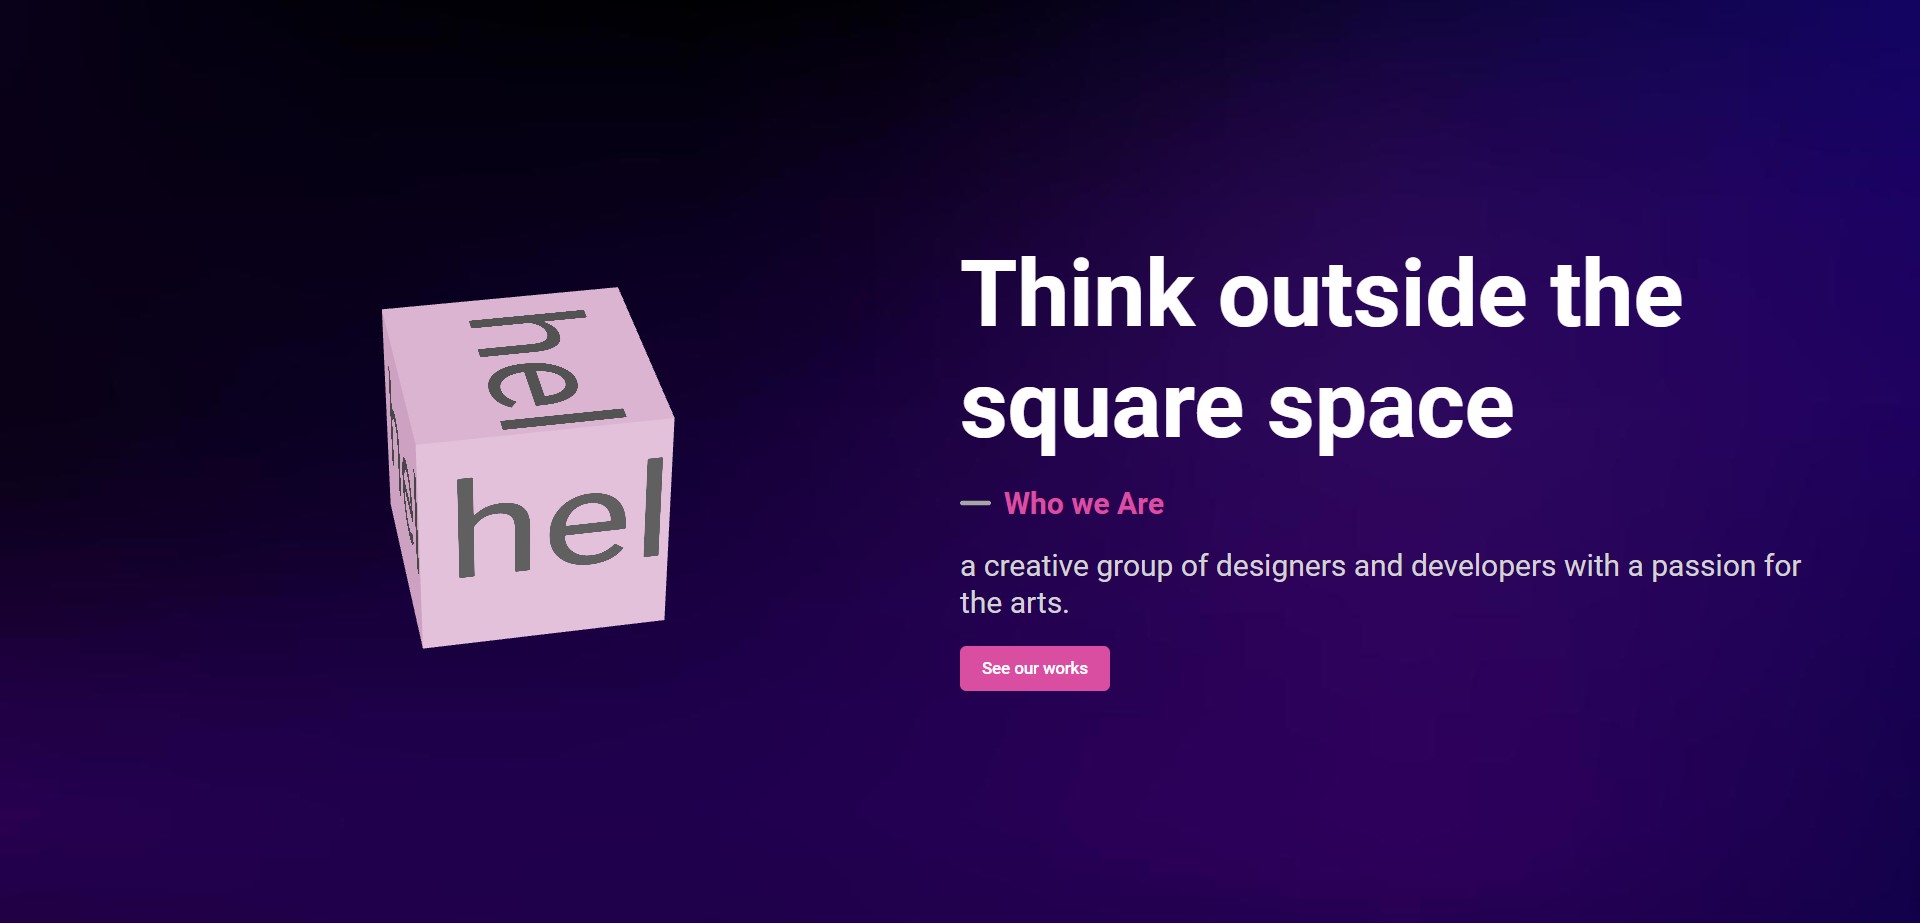 hel
hel
Think outside the
square space
Who we Are
a creative group of designers and developers with a passion for
the arts.
See our works